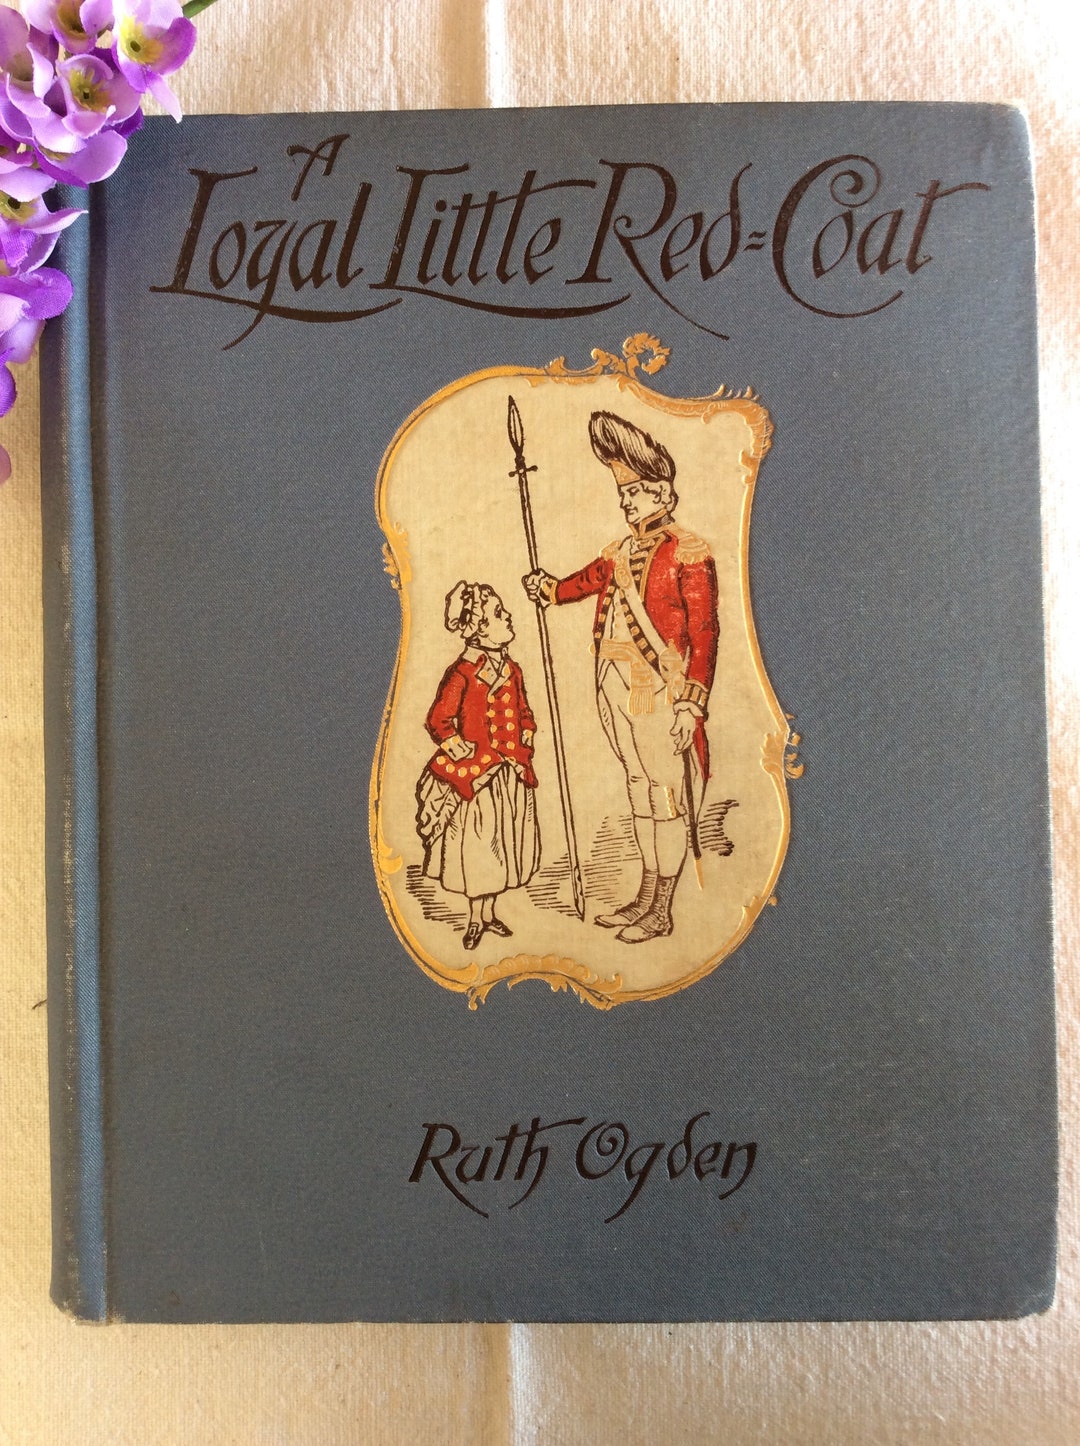 A
Loyal Little Red=Coat
Ruth Ogden